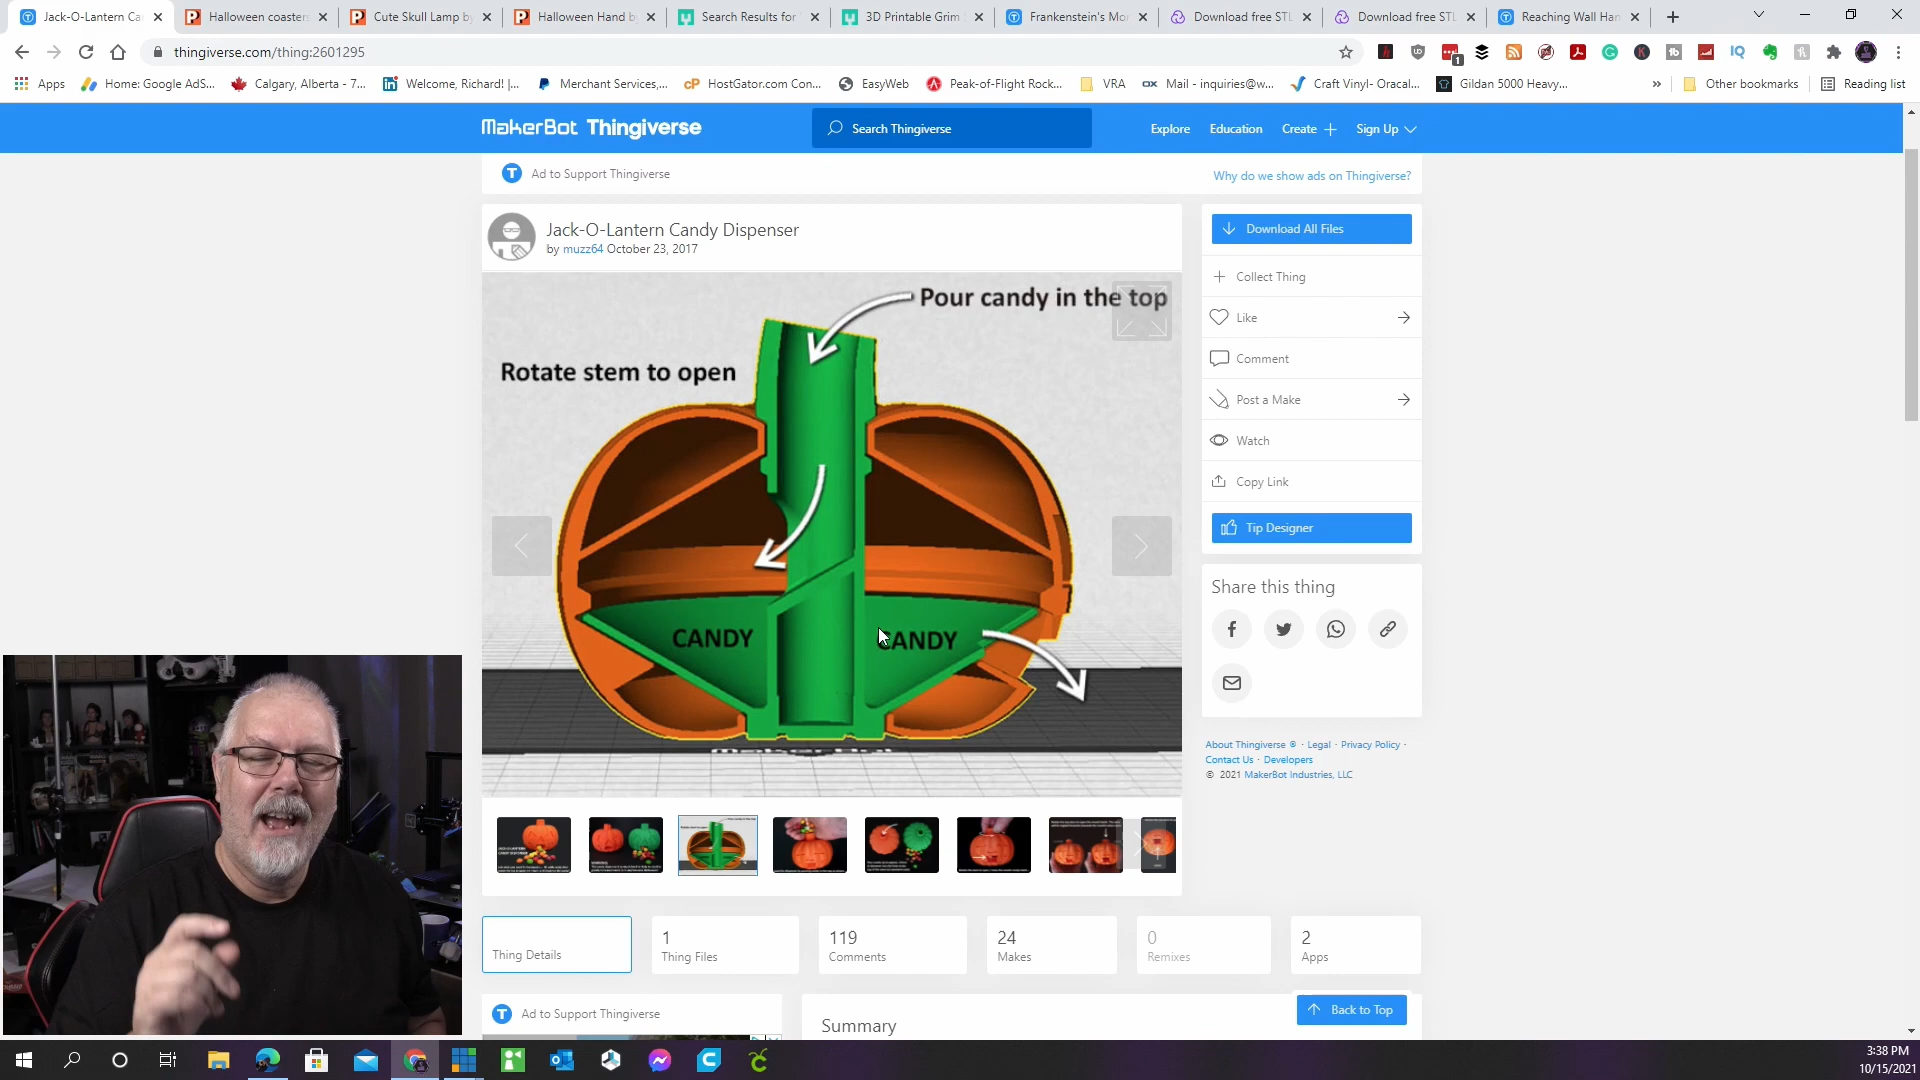 Jack-O-Lantern Ca
Halloween coasters
Cute Skull Lamp by
Halloween Hand b
Search Results for
3D Printable Grim
Frankenstein's Mo
Download free STL
Download free STL
Reaching Wall Han
thingiverse.com/thing:2601295
Apps
Home: Google AdS...
Calgary, Alberta - 7...
Welcome, Richard! |...
Merchant Services,...
HostGator.com Con...
EasyWeb
Peak-of-Flight Rock...
VRA
Mail - inquiries@w...
Craft Vinyl- Oracal...
Gildan 5000 Heavy...
Other bookmarks
Reading list
MakerBot Thingiverse
Search Thingiverse
Explore
Education
Create
Sign Up
Ad to Support Thingiverse
Why do we show ads on Thingiverse?
Jack-O-Lantern Candy Dispenser
by muzz64 October 23, 2017
Pour candy in the top
Rotate stem to open
CANDY
CANDY
Download All Files
Collect Thing
Like
Comment
Post a Make
Watch
Copy Link
Tip Designer
Share this thing
About Thingiverse ® · Legal · Privacy Policy ·
Contact Us · Developers
© 2021 MakerBot Industries, LLC
Thing Details
1
Thing Files
119
Comments
24
Makes
0
Remixes
2
Apps
Ad to Support Thingiverse
Summary
Back to Top
3:38 PM
10/15/2021